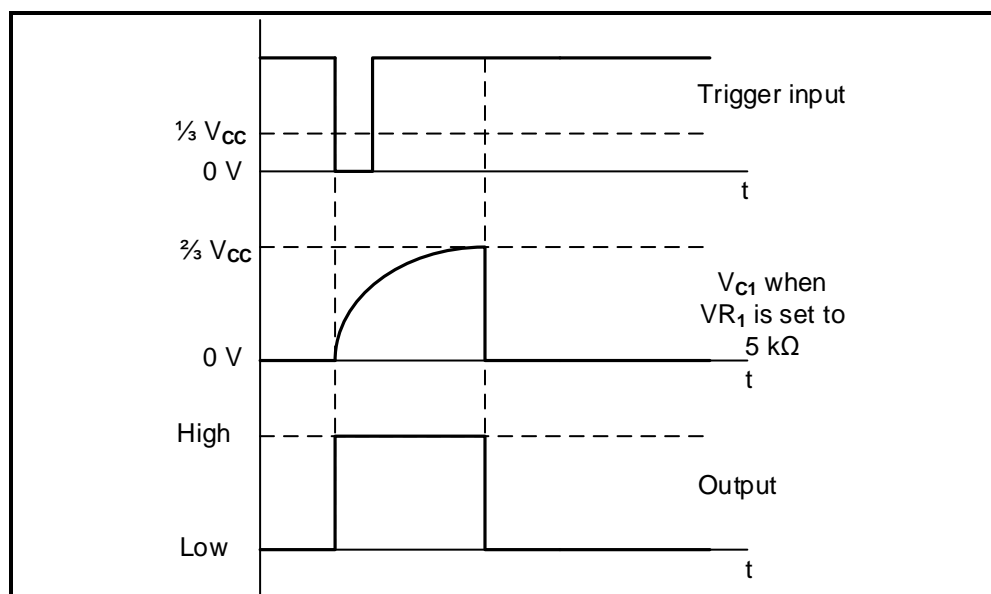 Trigger input
⅓ VCC
0 V
t
⅔ VCC
VC1 when
VR1 is set to
5 kΩ
0 V
t
High
Output
Low
t